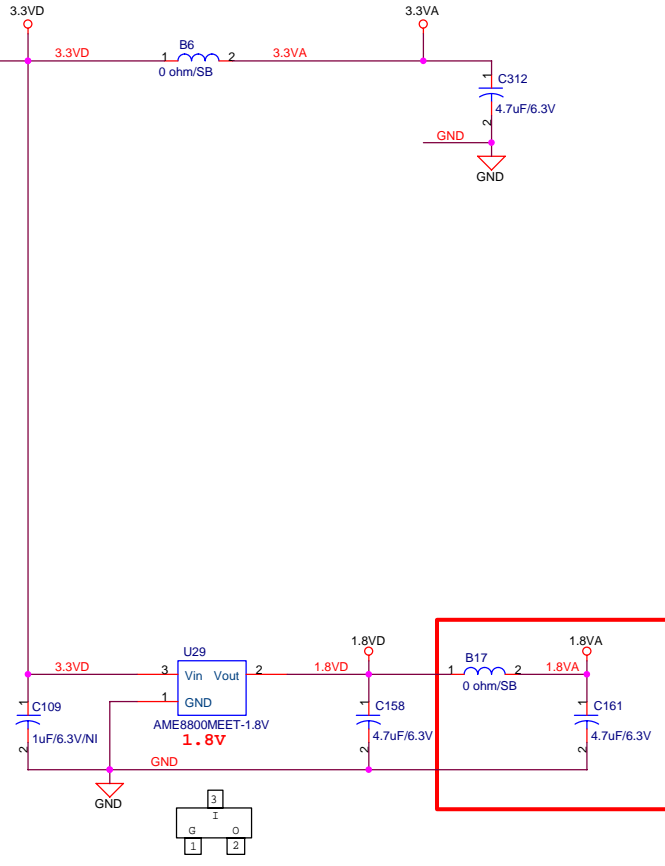 3.3VD
3.3VA
3.3VD
1
B6
2
3.3VA
0 ohm/SB
1
C312
4.7uF/6.3V
2
GND
GND
U29
1.8VD
1.8VA
3.3VD
3
Vin
Vout
2
1.8VD
1
B17
2
1.8VA
0 ohm/SB
1
C109
1uF/6.3V/NI
2
1
GND
AME8800MEET-1.8V
1.8V
1
C158
4.7uF/6.3V
2
1
C161
4.7uF/6.3V
2
GND
GND
3
I
G
O
1
2